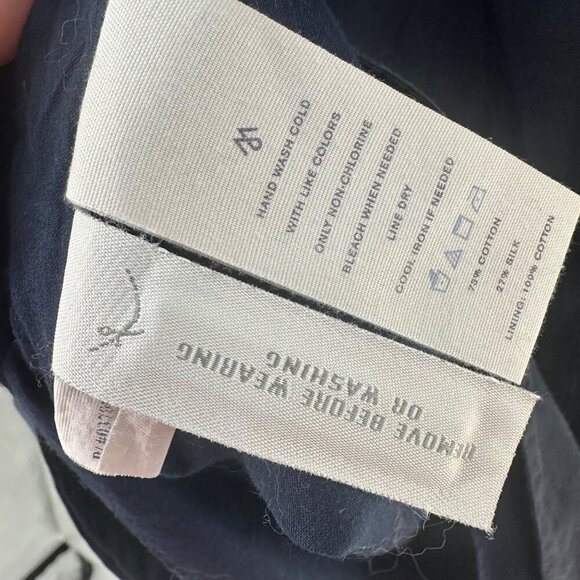 HAND WASH COLD
WITH LIKE COLORS
ONLY NON-CHLORINE
BLEACH WHEN NEEDED
LINE DRY
COOL IRON IF NEEDED
73% COTTON
27% SILK
LINING: 100% COTTON
REMOVE BEFORE WEARING
OR WASHING